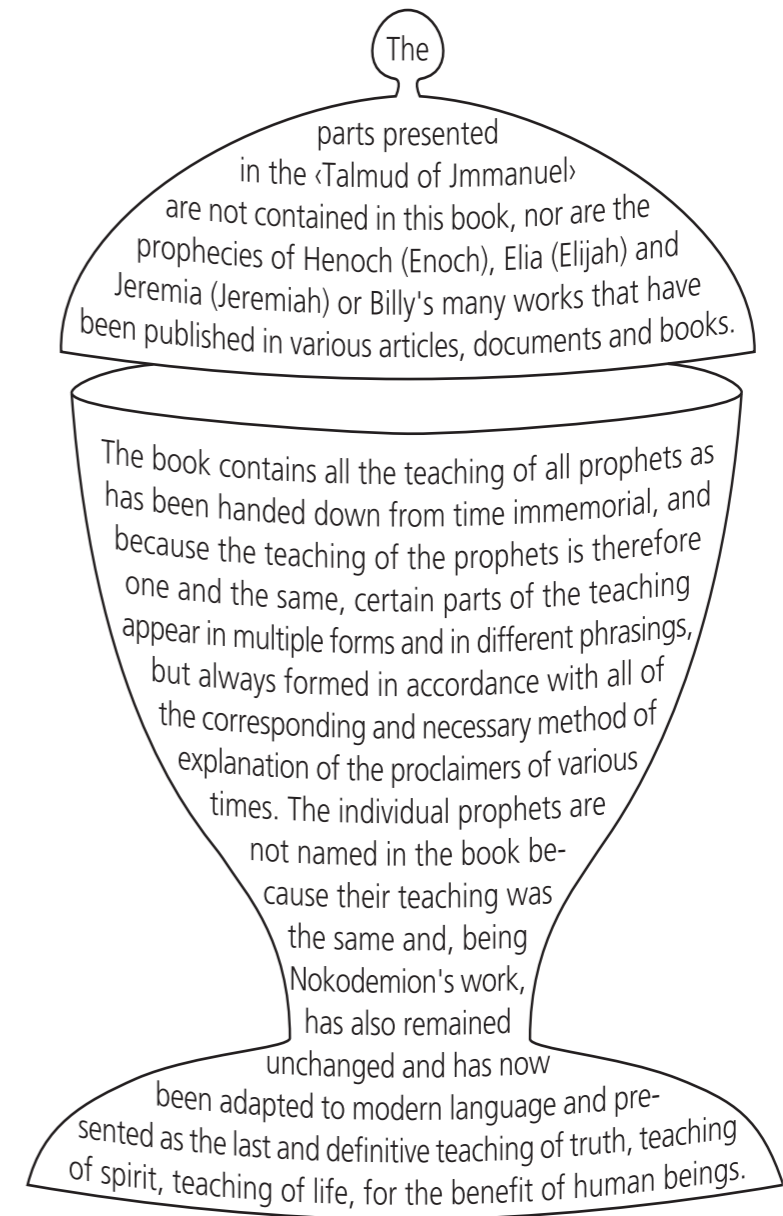 The
parts presented
in the ‹Talmud of Jmmanuel›
are not contained in this book, nor are the
prophecies of Henoch (Enoch), Elia (Elijah) and
Jeremia (Jeremiah) or Billy's many works that have
been published in various articles, documents and books.
The book contains all the teaching of all prophets as
has been handed down from time immemorial, and
because the teaching of the prophets is therefore
one and the same, certain parts of the teaching
appear in multiple forms and in different phrasings,
but always formed in accordance with all of
the corresponding and necessary method of
explanation of the proclaimers of various
times. The individual prophets are
not named in the book be-
cause their teaching was
the same and, being
Nokodemion's work,
has also remained
unchanged and has now
been adapted to modern language and pre-
sented as the last and definitive teaching of truth, teaching
of spirit, teaching of life, for the benefit of human beings.